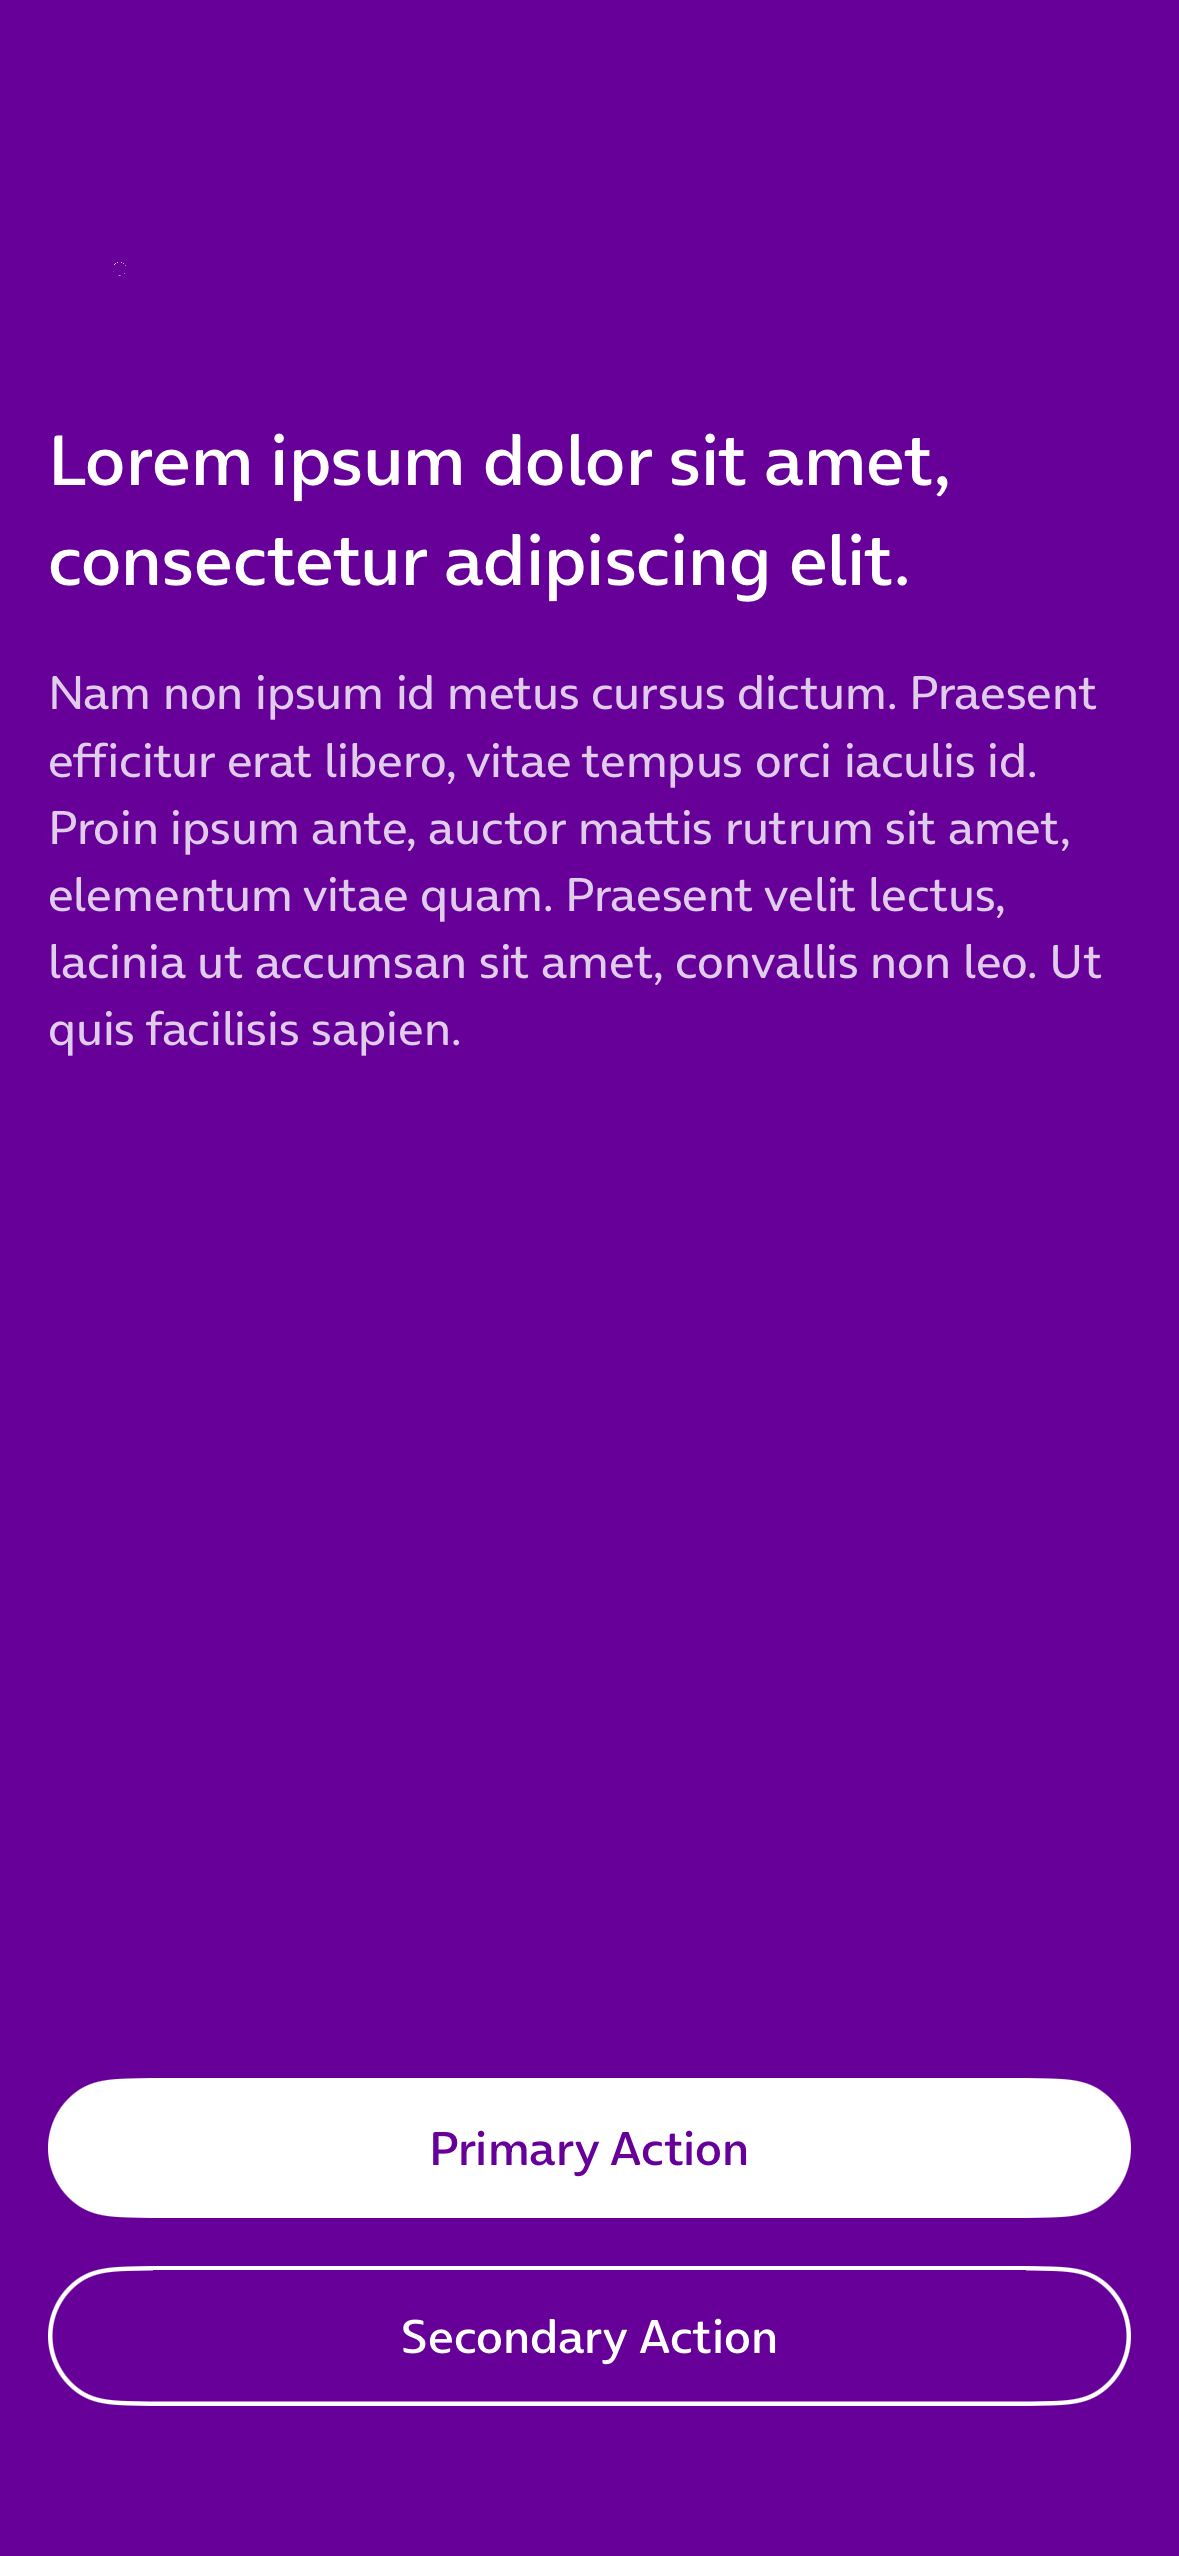 Lorem ipsum dolor sit amet,
consectetur adipiscing elit.
Nam non ipsum id metus cursus dictum. Praesent
efficitur erat libero, vitae tempus orci iaculis id.
Proin ipsum ante, auctor mattis rutrum sit amet,
elementum vitae quam. Praesent velit lectus,
lacinia ut accumsan sit amet, convallis non leo. Ut
quis facilisis sapien.
Primary Action
Secondary Action